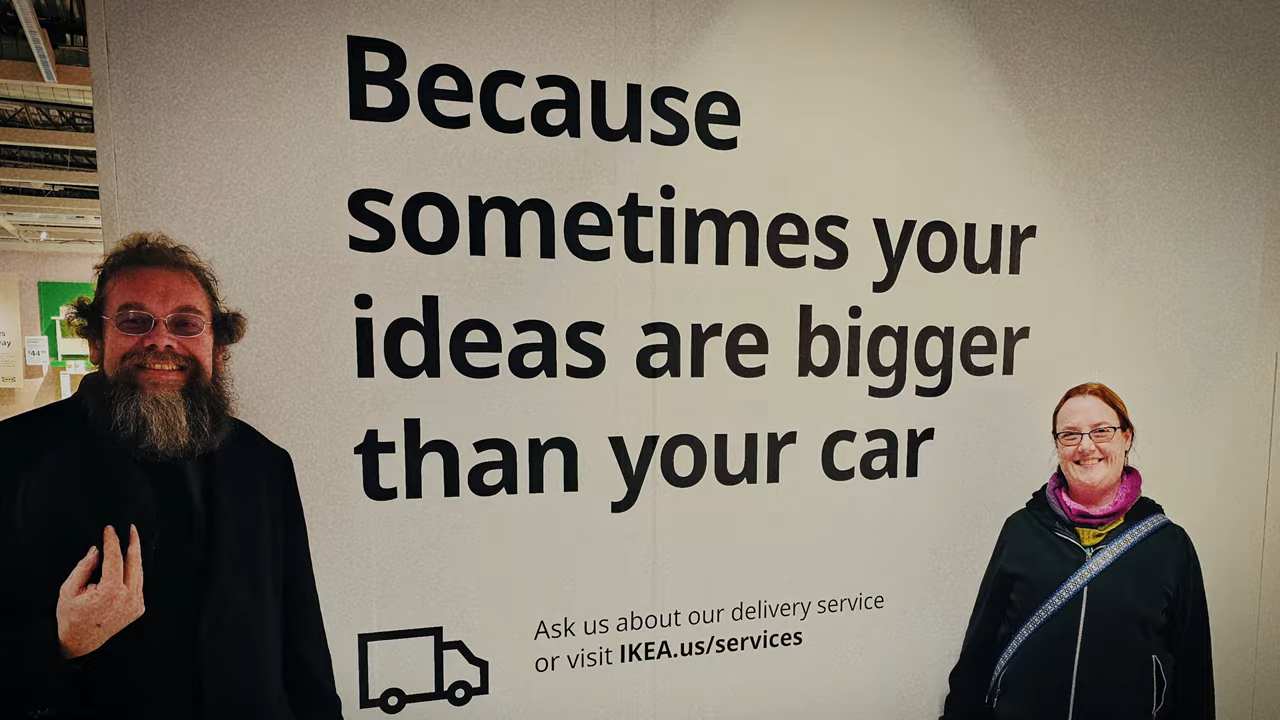 Because
sometimes your
ideas are bigger
than your car
Ask us about our delivery service
or visit IKEA.us/services
44